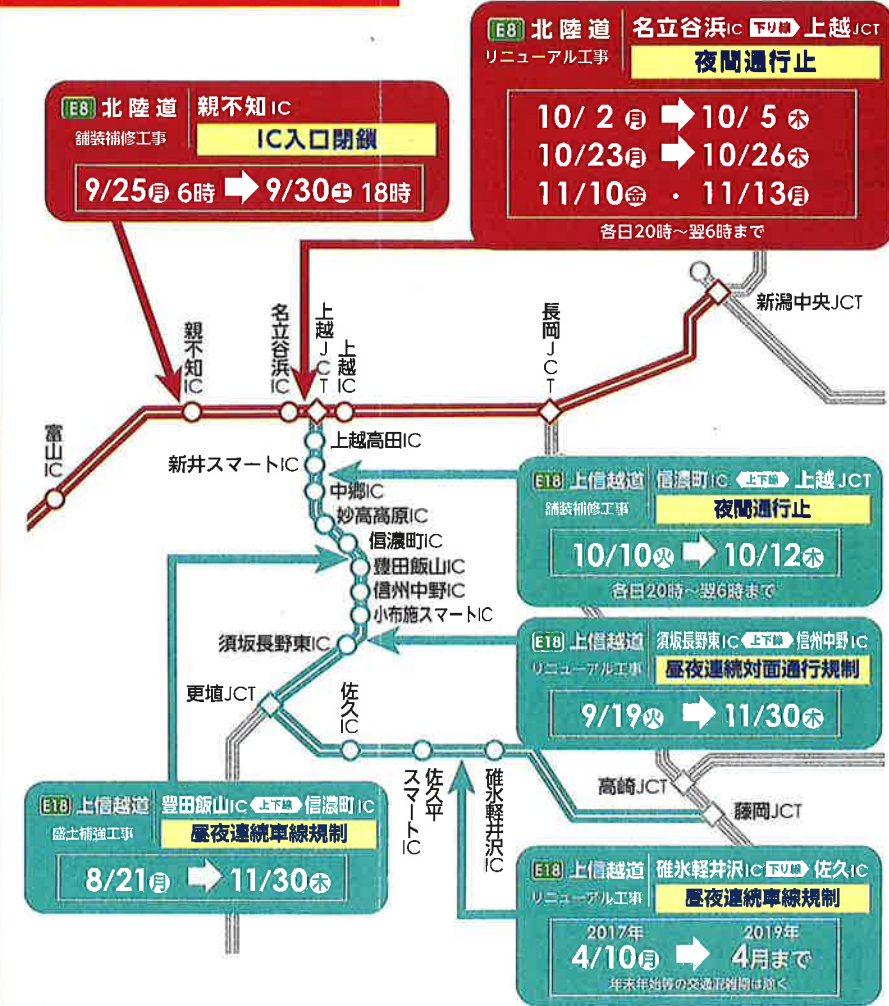 E8 北陸道 名立谷浜IC 下り線 上越JCT
リニューアル工事 夜間通行止
10/ 2 月 ➡ 10/ 5 木
10/23 月 ➡ 10/26 木
11/10 金 ・ 11/13 月
各日20時～翌6時まで
E8 北陸道 親不知IC
舗装補修工事 IC入口閉鎖
9/25 月 6時 ➡ 9/30 土 18時
新潟中央JCT
長岡JCT
上越JCT
上越IC
名立谷浜IC
親不知IC
富山IC
上越高田IC
新井スマートIC
中郷IC
妙高高原IC
信濃町IC
豊田飯山IC
信州中野IC
小布施スマートIC
須坂長野東IC
更埴JCT
佐久IC
佐久平スマートIC
碓氷軽井沢IC
高崎JCT
藤岡JCT
E18 上信越道 信濃町IC 上下線 上越JCT
舗装補修工事 夜間通行止
10/10 火 ➡ 10/12 木
各日20時～翌6時まで
E18 上信越道 須坂長野東IC 上下線 信州中野IC
リニューアル工事 昼夜連続対面通行規制
9/19 火 ➡ 11/30 木
E18 上信越道 豊田飯山IC 上下線 信濃町IC
盛土補強工事 昼夜連続車線規制
8/21 月 ➡ 11/30 木
E18 上信越道 碓氷軽井沢IC 下り線 佐久IC
リニューアル工事 昼夜連続車線規制
2017年 2019年
4/10 月 ➡ 4月まで
年末年始等の交通混雑期は除く